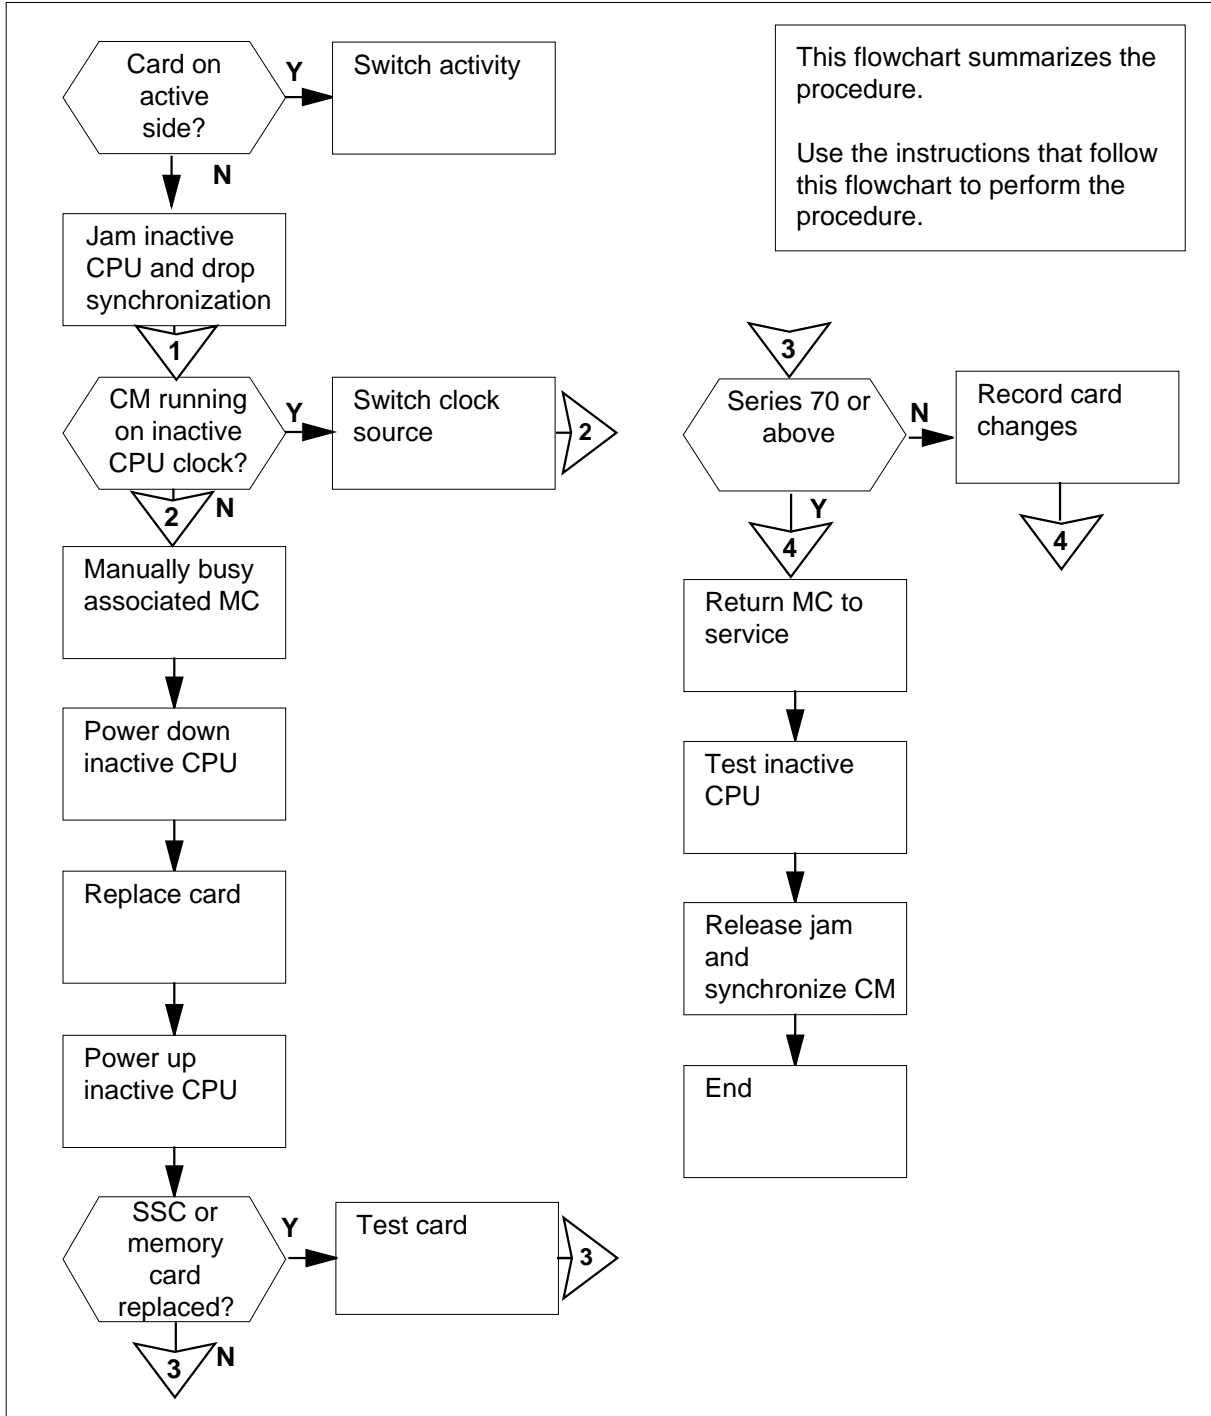 Card on
active
side?
Y
Switch activity
N
Jam inactive
CPU and drop
synchronization
1
CM running
on inactive
CPU clock?
Y
Switch clock
source
2
N
2
Manually busy
associated MC
Power down
inactive CPU
Replace card
Power up
inactive CPU
SSC or
memory
card
replaced?
Y
Test card
3
N
3
This flowchart summarizes the
procedure.
Use the instructions that follow
this flowchart to perform the
procedure.
3
Series 70 or
above
N
Record card
changes
4
Y
4
Return MC to
service
Test inactive
CPU
Release jam
and
synchronize CM
End